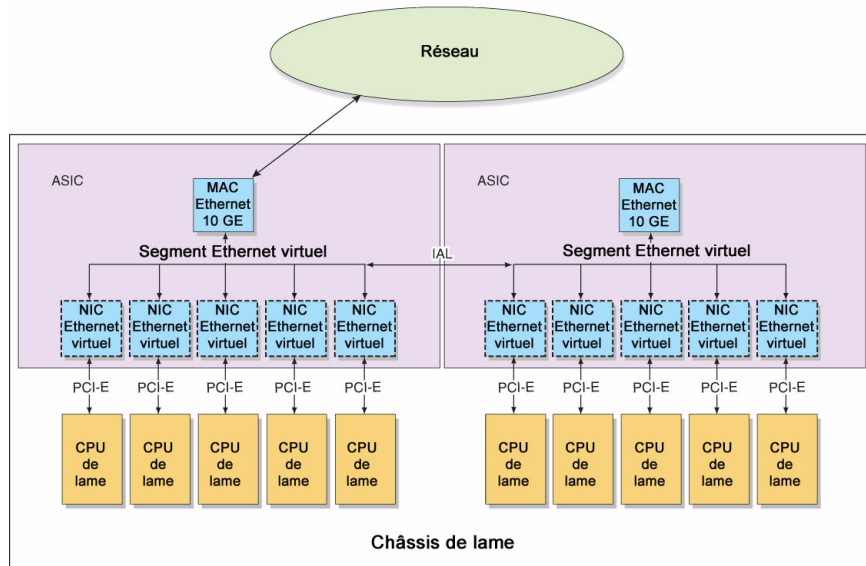 Réseau
ASIC
ASIC
MAC
Ethernet
10 GE
MAC
Ethernet
10 GE
Segment Ethernet virtuel
IAL
Segment Ethernet virtuel
NIC
Ethernet
virtuel
NIC
Ethernet
virtuel
NIC
Ethernet
virtuel
NIC
Ethernet
virtuel
NIC
Ethernet
virtuel
NIC
Ethernet
virtuel
NIC
Ethernet
virtuel
NIC
Ethernet
virtuel
NIC
Ethernet
virtuel
NIC
Ethernet
virtuel
PCI-E
PCI-E
PCI-E
PCI-E
PCI-E
PCI-E
PCI-E
PCI-E
PCI-E
PCI-E
CPU
de
lame
CPU
de
lame
CPU
de
lame
CPU
de
lame
CPU
de
lame
CPU
de
lame
CPU
de
lame
CPU
de
lame
CPU
de
lame
CPU
de
lame
Châssis de lame